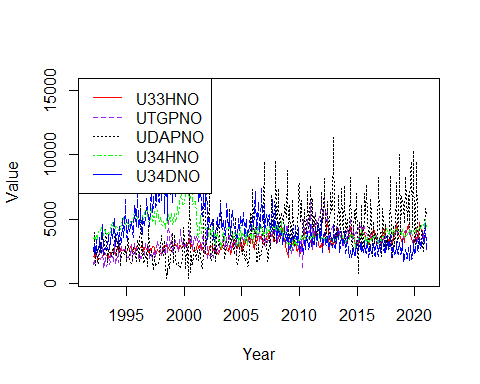 15000
10000
5000
0
Value
U33HNO
UTGPNO
UDAPNO
U34HNO
U34DNO
1995 2000 2005 2010 2015 2020
Year